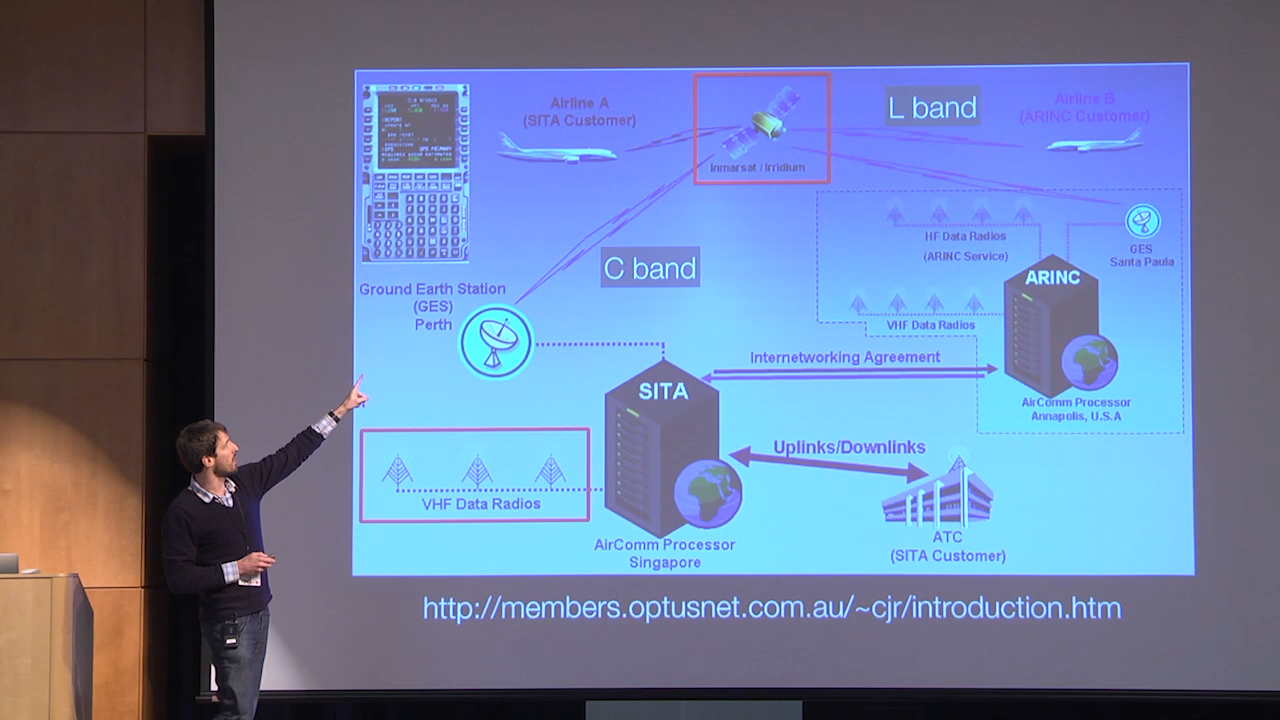 Airline A
(SITA Customer)
Inmarsat / Irridium
L band
Airline B
(ARINC Customer)
HF Data Radios
(ARINC Service)
GES
Santa Paula
C band
ARINC
Ground Earth Station
(GES)
Perth
VHF Data Radios
Internetworking Agreement
SITA
AirComm Processor
Annapolis, U.S.A
Uplinks/Downlinks
VHF Data Radios
ATC
(SITA Customer)
AirComm Processor
Singapore
http://members.optusnet.com.au/~cjr/introduction.htm